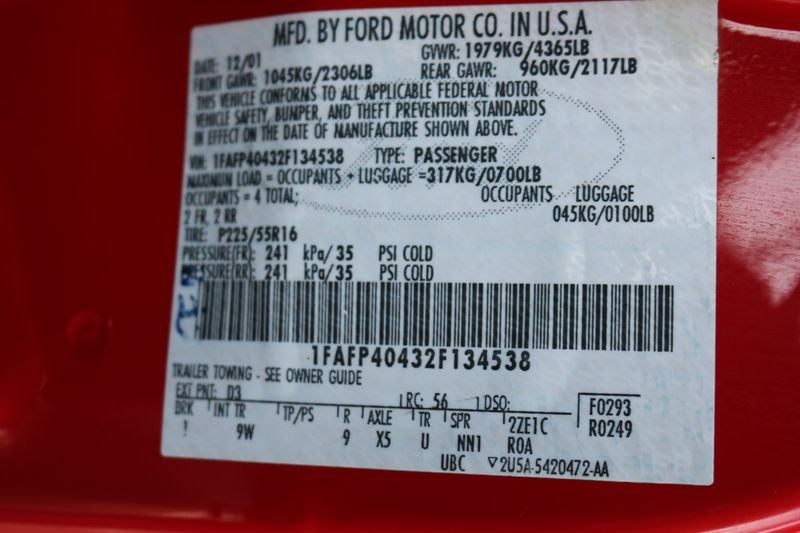 MFD. BY FORD MOTOR CO. IN U.S.A.
DATE: 12/01 GVWR: 1979KG/4365LB
FRONT GAWR: 1045KG/2306LB REAR GAWR: 960KG/2117LB
THIS VEHICLE CONFORMS TO ALL APPLICABLE FEDERAL MOTOR
VEHICLE SAFETY, BUMPER, AND THEFT PREVENTION STANDARDS
IN EFFECT ON THE DATE OF MANUFACTURE SHOWN ABOVE.
VIN: 1FAFP40432F134538 TYPE: PASSENGER
MAXIMUM LOAD = OCCUPANTS + LUGGAGE =317KG/0700LB
OCCUPANTS = 4 TOTAL; OCCUPANTS LUGGAGE
2 FR, 2 RR 045KG/0100LB
TIRE: P225/55R16
PRESSURE(FR): 241 kPa/ 35 PSI COLD
PRESSURE(RR): 241 kPa/ 35 PSI COLD
1FAFP40432F134538
TRAILER TOWING - SEE OWNER GUIDE
EXT PNT: D3 RC: 56 DSO: F0293
BRK INT TR TP/PS R AXLE TR SPR 2ZE1C R0249
! 9W 9 X5 U NN1 ROA
UBC ▽2U5A-5420472-AA